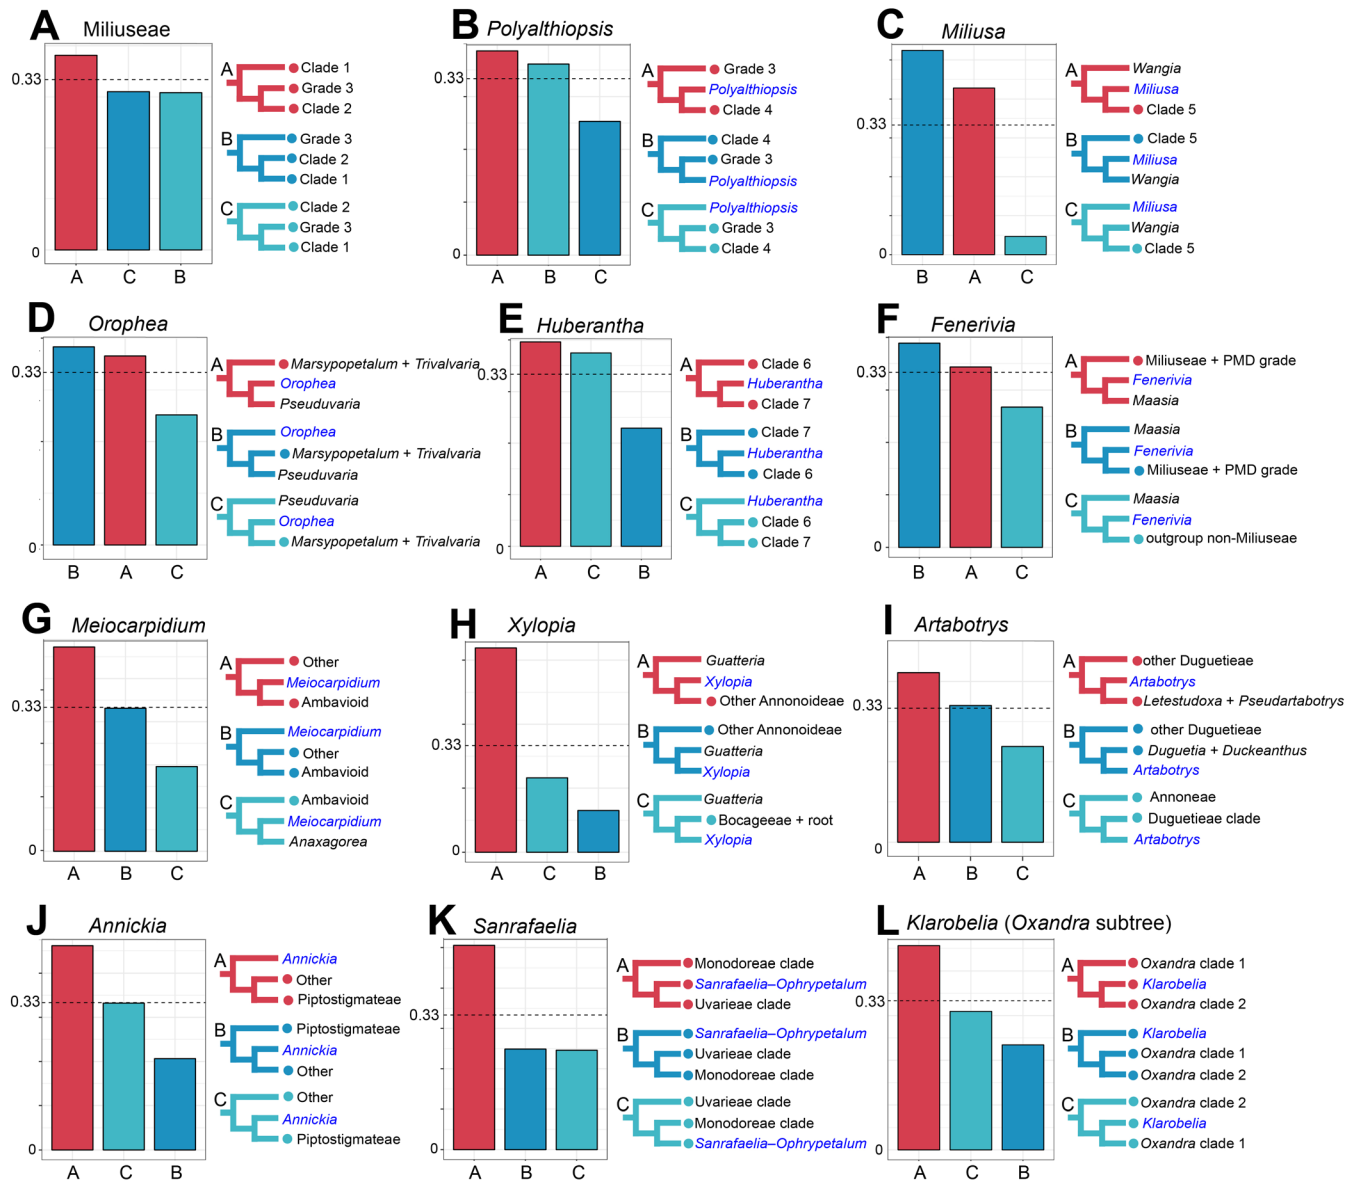 A Miliuseae
0.33
0
A C B
A
Clade 1
Grade 3
Clade 2
B
Grade 3
Clade 2
Clade 1
C
Clade 2
Grade 3
Clade 1
B Polyalthiopsis
0.33
0
A B C
A
Grade 3
Polyalthiopsis
Clade 4
B
Clade 4
Grade 3
Polyalthiopsis
C
Polyalthiopsis
Grade 3
Clade 4
C Miliusa
0.33
0
B A C
A
Wangia
Miliusa
Clade 5
B
Clade 5
Miliusa
Wangia
C
Miliusa
Wangia
Clade 5
D Orophea
0.33
0
B A C
A
Marsypopetalum + Trivalvaria
Orophea
Pseuduvaria
B
Orophea
Marsypopetalum + Trivalvaria
Pseuduvaria
C
Pseuduvaria
Orophea
Marsypopetalum + Trivalvaria
E Huberantha
0.33
0
A C B
A
Clade 6
Huberantha
Clade 7
B
Clade 7
Huberantha
Clade 6
C
Huberantha
Clade 6
Clade 7
F Fenerivia
0.33
0
B A C
A
Miliuseae + PMD grade
Fenerivia
Maasia
B
Maasia
Fenerivia
Miliuseae + PMD grade
C
Maasia
Fenerivia
outgroup non-Miliuseae
G Meiocarpidium
0.33
0
A B C
A
Other
Meiocarpidium
Ambavioid
B
Meiocarpidium
Other
Ambavioid
C
Ambavioid
Meiocarpidium
Anaxagorea
H Xylopia
0.33
0
A C B
A
Guatteria
Xylopia
Other Annonoideae
B
Other Annonoideae
Guatteria
Xylopia
C
Guatteria
Bocageeae + root
Xylopia
I Artabotrys
0.33
0
A B C
A
other Duguetieae
Artabotrys
Letestudoxa + Pseudartabotrys
B
other Duguetieae
Duguetia + Duckeanthus
Artabotrys
C
Annoneae
Duguetieae clade
Artabotrys
J Annickia
0.33
0
A C B
A
Annickia
Other
Piptostigmateae
B
Piptostigmateae
Annickia
Other
C
Other
Annickia
Piptostigmateae
K Sanrafaelia
0.33
0
A B C
A
Monodoreae clade
Sanrafaelia–Ophrypetalum
Uvarieae clade
B
Sanrafaelia–Ophrypetalum
Uvarieae clade
Monodoreae clade
C
Uvarieae clade
Monodoreae clade
Sanrafaelia–Ophrypetalum
L Klarobelia (Oxandra subtree)
0.33
0
A C B
A
Oxandra clade 1
Klarobelia
Oxandra clade 2
B
Klarobelia
Oxandra clade 1
Oxandra clade 2
C
Oxandra clade 2
Klarobelia
Oxandra clade 1